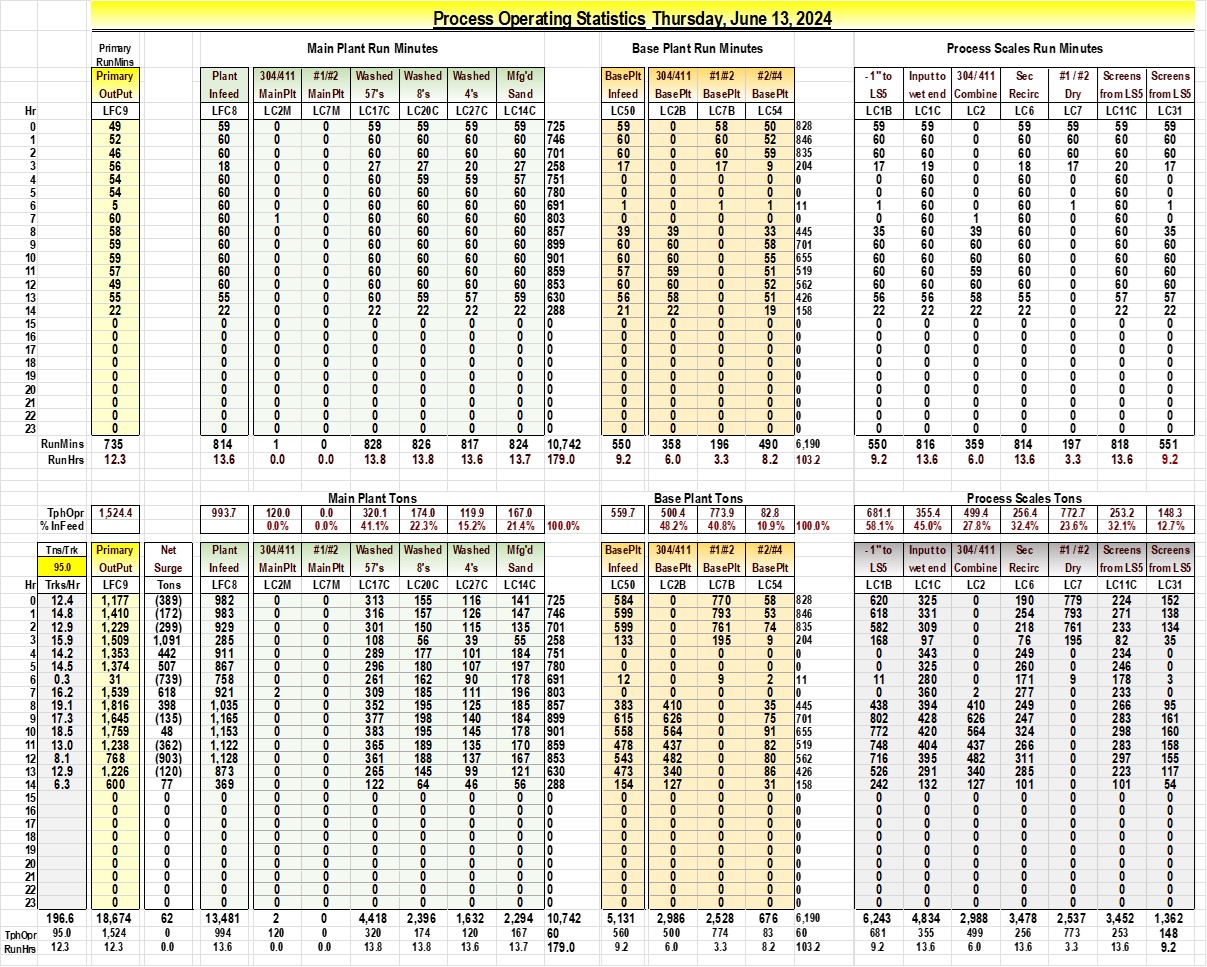 Process Operating Statistics Thursday, June 13, 2024
Primary Main Plant Run Minutes Base Plant Run Minutes Process Scales Run Minutes
RunMins
Primary Plant 304/411 #1/#2 Washed Washed Washed Mfg'd BasePlt 304/411 #1/#2 #2/#4 - 1" to Input to 304/ 411 Sec #1 / #2 Screens Screens
OutPut Infeed MainPlt MainPlt 57's 8's 4's Sand Infeed BasePlt BasePlt BasePlt LS5 wet end Combine Recirc Dry from LS5 from LS5
Hr LFC9 LFC8 LC2M LC7M LC17C LC20C LC27C LC14C LC50 LC2B LC7B LC54 LC1B LC1C LC2 LC6 LC7 LC11C LC31
0 49 59 0 0 59 59 59 59 725 59 0 58 50 828 59 59 0 59 59 59 59
1 52 60 0 0 60 60 60 60 746 60 0 60 52 846 60 60 0 60 60 60 60
2 46 60 0 0 60 60 60 60 701 60 0 60 59 835 60 60 0 60 60 60 60
3 56 18 0 0 27 27 20 27 258 17 0 17 9 204 17 19 0 18 17 20 17
4 54 60 0 0 60 59 59 57 751 0 0 0 0 0 0 60 0 60 0 60 0
5 54 60 0 0 60 60 60 60 780 0 0 0 0 0 0 60 0 60 0 60 0
6 5 60 0 0 60 60 60 60 691 1 0 1 1 11 1 60 0 60 1 60 1
7 60 60 1 0 60 60 60 60 803 0 0 0 0 0 0 60 1 60 0 60 0
8 58 60 0 0 60 60 60 60 857 39 39 0 33 445 35 60 39 60 0 60 35
9 59 60 0 0 60 60 60 60 899 60 60 0 58 701 60 60 60 60 0 60 60
10 59 60 0 0 60 60 60 60 901 60 60 0 55 655 60 60 60 60 0 60 60
11 57 60 0 0 60 60 60 60 859 57 59 0 51 519 60 60 59 60 0 60 60
12 49 60 0 0 60 60 60 60 853 60 60 0 52 562 60 60 60 60 0 60 60
13 55 55 0 0 60 59 57 59 630 56 58 0 51 426 56 56 58 55 0 57 57
14 22 22 0 0 22 22 22 22 288 21 22 0 19 158 22 22 22 22 0 22 22
15 0 0 0 0 0 0 0 0 0 0 0 0 0 0 0 0 0 0 0 0 0
16 0 0 0 0 0 0 0 0 0 0 0 0 0 0 0 0 0 0 0 0 0
17 0 0 0 0 0 0 0 0 0 0 0 0 0 0 0 0 0 0 0 0 0
18 0 0 0 0 0 0 0 0 0 0 0 0 0 0 0 0 0 0 0 0 0
19 0 0 0 0 0 0 0 0 0 0 0 0 0 0 0 0 0 0 0 0 0
20 0 0 0 0 0 0 0 0 0 0 0 0 0 0 0 0 0 0 0 0 0
21 0 0 0 0 0 0 0 0 0 0 0 0 0 0 0 0 0 0 0 0 0
22 0 0 0 0 0 0 0 0 0 0 0 0 0 0 0 0 0 0 0 0 0
23 0 0 0 0 0 0 0 0 0 0 0 0 0 0 0 0 0 0 0 0 0
RunMins 735 814 1 0 828 826 817 824 10,742 550 358 196 490 6,190 550 816 359 814 197 818 551
RunHrs 12.3 13.6 0.0 0.0 13.8 13.8 13.6 13.7 179.0 9.2 6.0 3.3 8.2 103.2 9.2 13.6 6.0 13.6 3.3 13.6 9.2
Main Plant Tons Base Plant Tons Process Scales Tons
TphOpr 1,524.4 993.7 120.0 0.0 320.1 174.0 119.9 167.0 559.7 500.4 773.9 82.8 681.1 355.4 499.4 256.4 772.7 253.2 148.3
% InFeed 0.0% 0.0% 41.1% 22.3% 15.2% 21.4% 100.0% 48.2% 40.8% 10.9% 100.0% 58.1% 45.0% 27.8% 32.4% 23.6% 32.1% 12.7%
Tns/Trk Primary Net Plant 304/411 #1/#2 Washed Washed Washed Mfg'd BasePlt 304/411 #1/#2 #2/#4 - 1" to Input to 304/ 411 Sec #1 / #2 Screens Screens
95.0 OutPut Surge Infeed MainPlt MainPlt 57's 8's 4's Sand Infeed BasePlt BasePlt BasePlt LS5 wet end Combine Recirc Dry from LS5 from LS5
Hr Trks/Hr LFC9 Tons LFC8 LC2M LC7M LC17C LC20C LC27C LC14C LC50 LC2B LC7B LC54 LC1B LC1C LC2 LC6 LC7 LC11C LC31
0 12.4 1,177 (389) 982 0 0 313 155 116 141 725 584 0 770 58 828 620 325 0 190 779 224 152
1 14.8 1,410 (172) 983 0 0 316 157 126 147 746 599 0 793 53 846 618 331 0 254 793 271 138
2 12.9 1,229 (299) 929 0 0 301 150 115 135 701 599 0 761 74 835 582 309 0 218 761 233 134
3 15.9 1,509 1,091 285 0 0 108 56 39 55 258 133 0 195 9 204 168 97 0 76 195 82 35
4 14.2 1,353 442 911 0 0 289 177 101 184 751 0 0 0 0 0 0 343 0 249 0 234 0
5 14.5 1,374 507 867 0 0 296 180 107 197 780 0 0 0 0 0 0 325 0 260 0 246 0
6 0.3 31 (739) 758 0 0 261 162 90 178 691 12 0 9 2 11 11 280 0 171 9 178 3
7 16.2 1,539 618 921 2 0 309 185 111 196 803 0 0 0 0 0 0 360 2 277 0 233 0
8 19.1 1,816 398 1,035 0 0 352 195 125 185 857 383 410 0 35 445 438 394 410 249 0 266 95
9 17.3 1,645 (135) 1,165 0 0 377 198 140 184 899 615 626 0 75 701 802 428 626 247 0 283 161
10 18.5 1,759 48 1,153 0 0 383 195 145 178 901 558 564 0 91 655 772 420 564 324 0 298 160
11 13.0 1,238 (362) 1,122 0 0 365 189 135 170 859 478 437 0 82 519 748 404 437 266 0 283 158
12 8.1 768 (903) 1,128 0 0 361 188 137 167 853 543 482 0 80 562 716 395 482 311 0 297 155
13 12.9 1,226 (120) 873 0 0 265 145 99 121 630 473 340 0 86 426 526 291 340 285 0 223 117
14 6.3 600 77 369 0 0 122 64 46 56 288 154 127 0 31 158 242 132 127 101 0 101 54
15 0 0 0 0 0 0 0 0 0 0 0 0 0 0 0 0 0 0 0 0 0 0
16 0 0 0 0 0 0 0 0 0 0 0 0 0 0 0 0 0 0 0 0 0 0
17 0 0 0 0 0 0 0 0 0 0 0 0 0 0 0 0 0 0 0 0 0 0
18 0 0 0 0 0 0 0 0 0 0 0 0 0 0 0 0 0 0 0 0 0 0
19 0 0 0 0 0 0 0 0 0 0 0 0 0 0 0 0 0 0 0 0 0 0
20 0 0 0 0 0 0 0 0 0 0 0 0 0 0 0 0 0 0 0 0 0 0
21 0 0 0 0 0 0 0 0 0 0 0 0 0 0 0 0 0 0 0 0 0 0
22 0 0 0 0 0 0 0 0 0 0 0 0 0 0 0 0 0 0 0 0 0 0
23 0 0 0 0 0 0 0 0 0 0 0 0 0 0 0 0 0 0 0 0 0 0
196.6 18,674 62 13,481 2 0 4,418 2,396 1,632 2,294 10,742 5,131 2,986 2,528 676 6,190 6,243 4,834 2,988 3,478 2,537 3,452 1,362
TphOpr 95.0 1,524 0 994 120 0 320 174 120 167 60 560 500 774 83 60 681 355 499 256 773 253 148
RunHrs 12.3 12.3 0.0 13.6 0.0 0.0 13.8 13.8 13.6 13.7 179.0 9.2 6.0 3.3 8.2 103.2 9.2 13.6 6.0 13.6 3.3 13.6 9.2